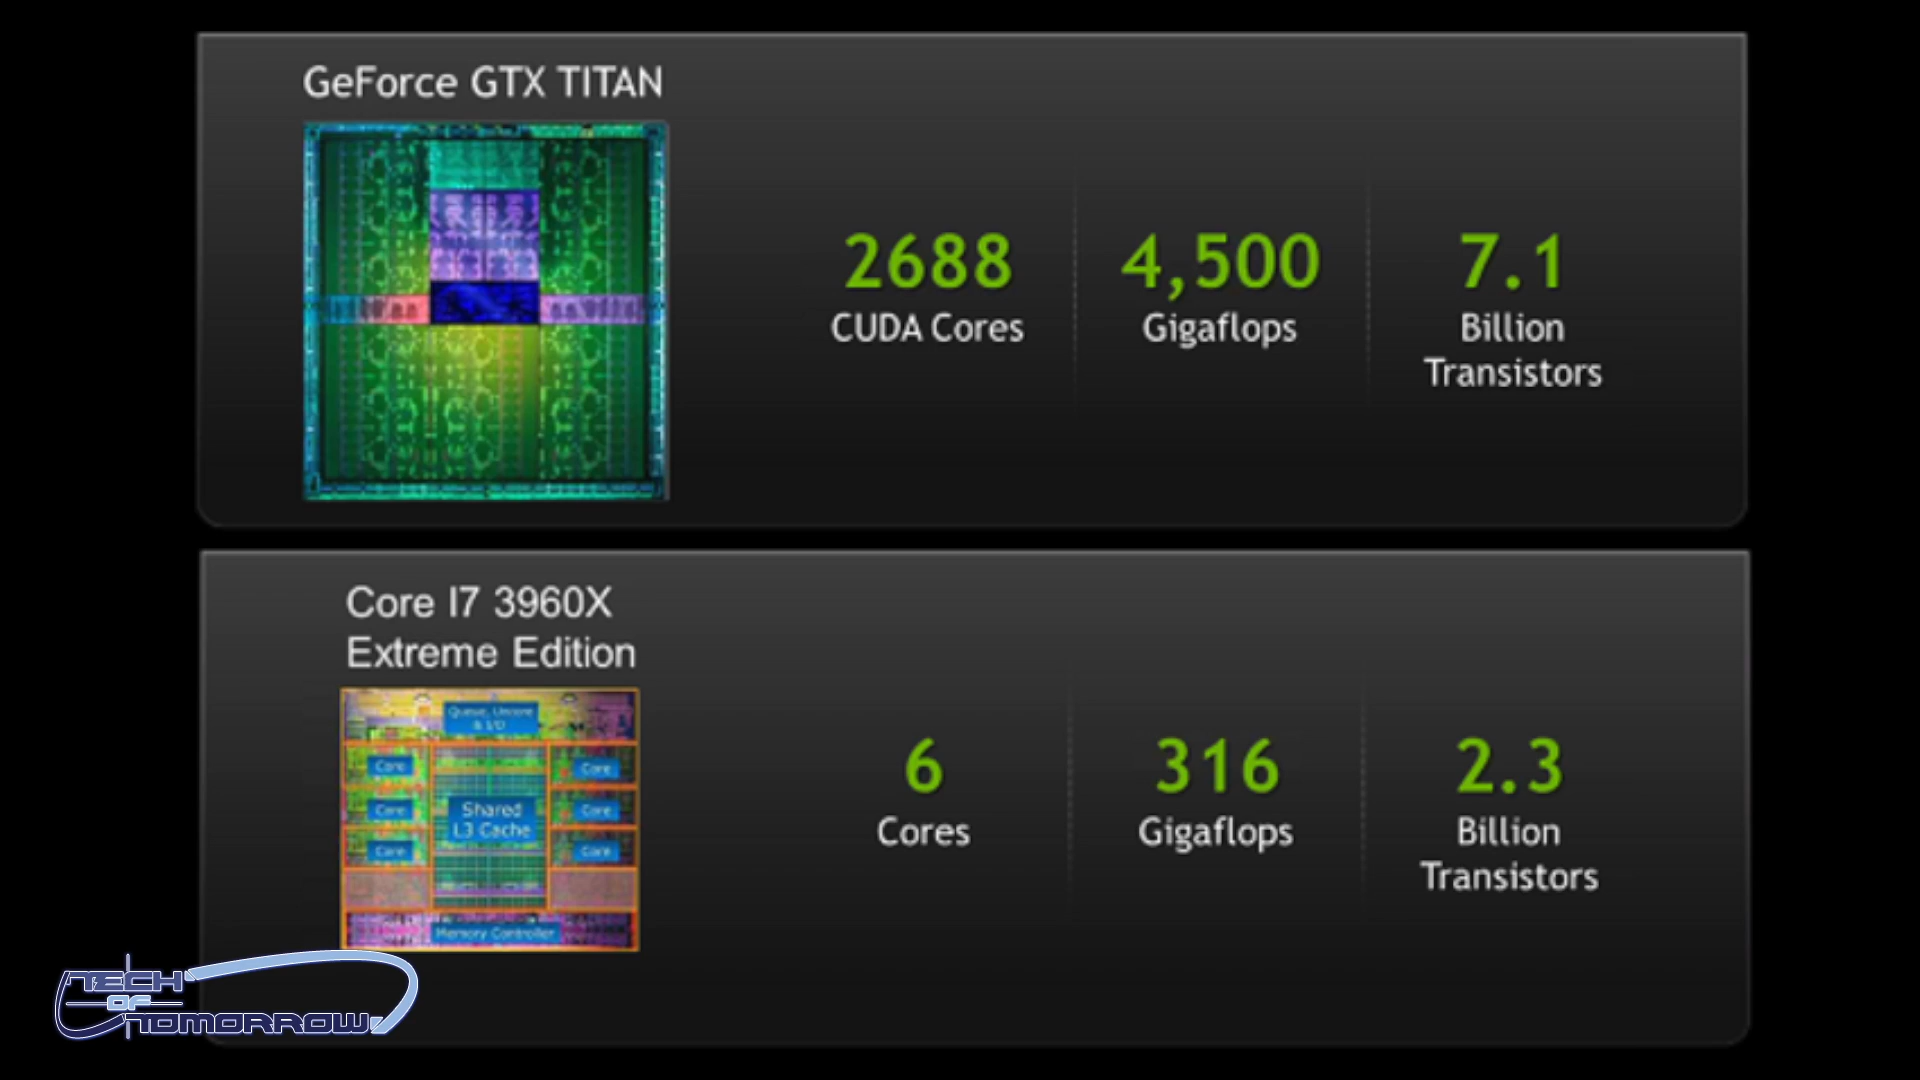 GeForce GTX TITAN
2688
CUDA Cores
4,500
Gigaflops
7.1
Billion
Transistors
Core I7 3960X
Extreme Edition
Queue, Uncore
& I/O
Core
Core
Core
Shared
L3 Cache
Core
Core
Core
Memory Controller
6
Cores
316
Gigaflops
2.3
Billion
Transistors
TECH
OF
TOMORROW